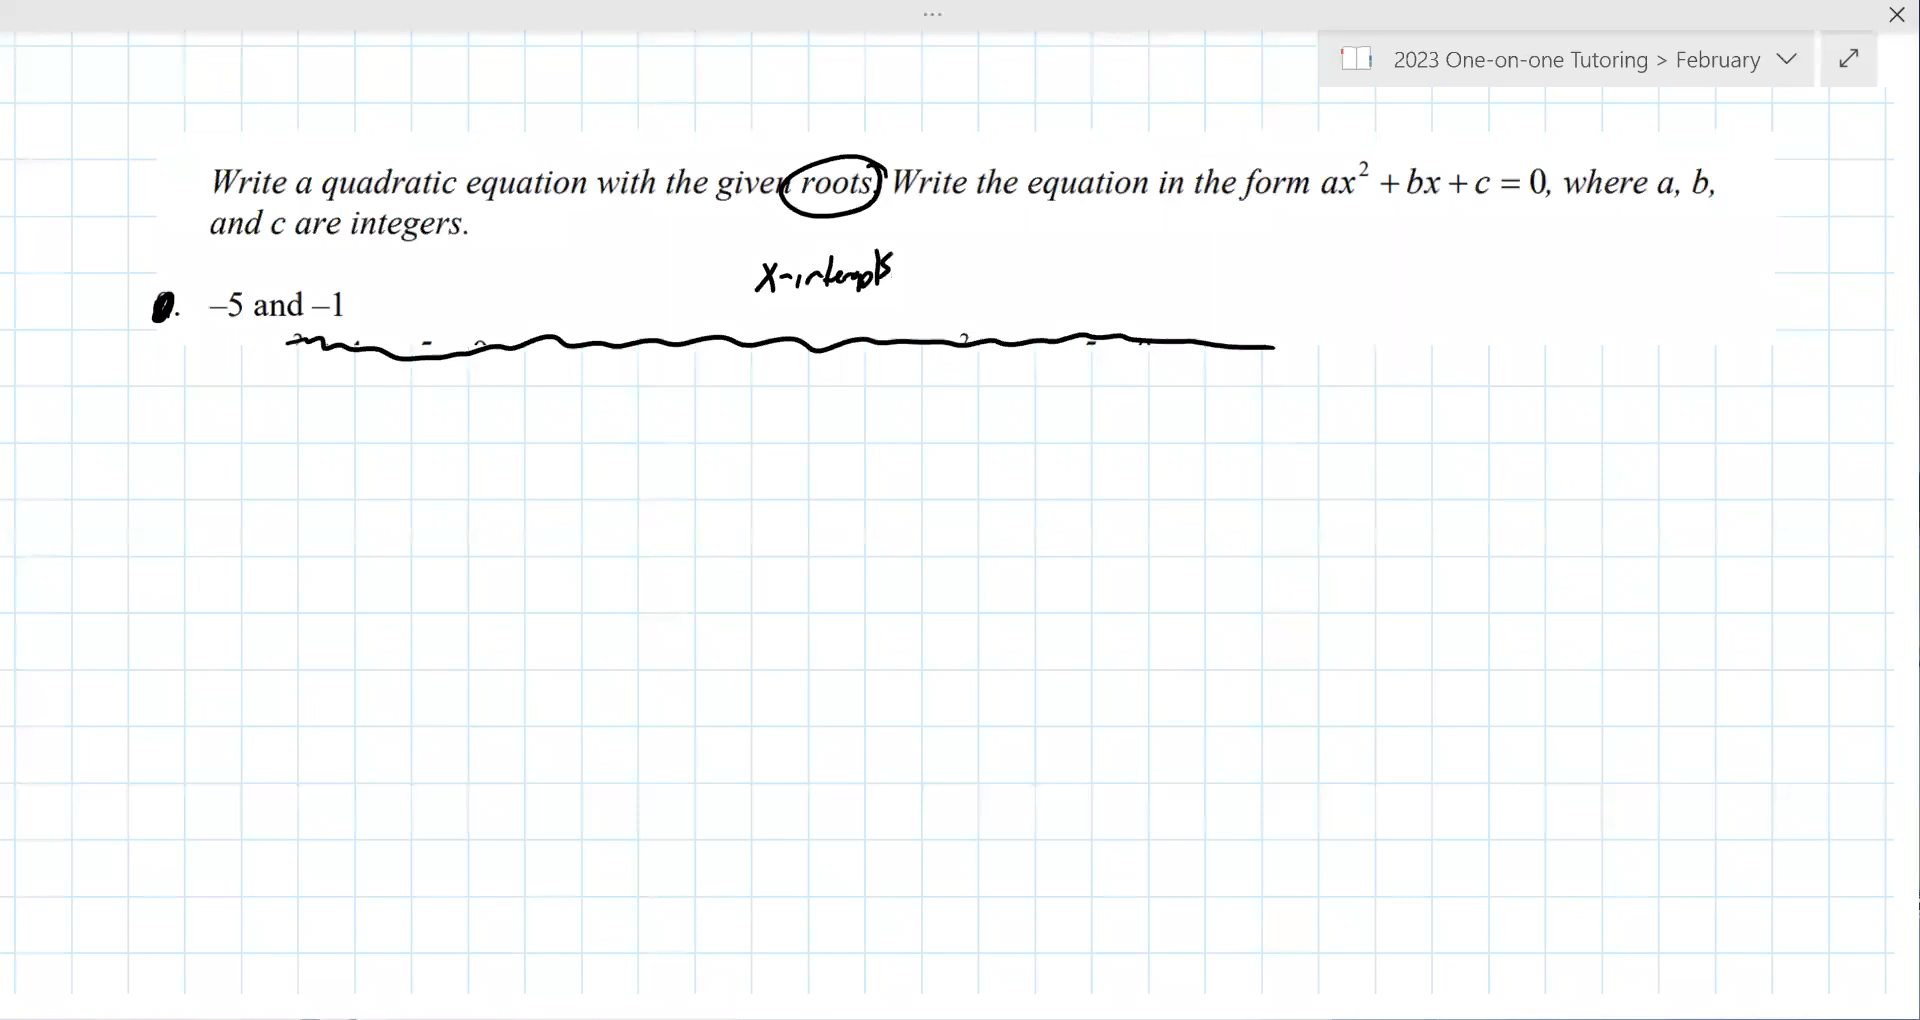 2023 One-on-one Tutoring > February
Write a quadratic equation with the given roots. Write the equation in the form ax² + bx + c = 0, where a, b,
and c are integers.
x-intercepts
–5 and –1